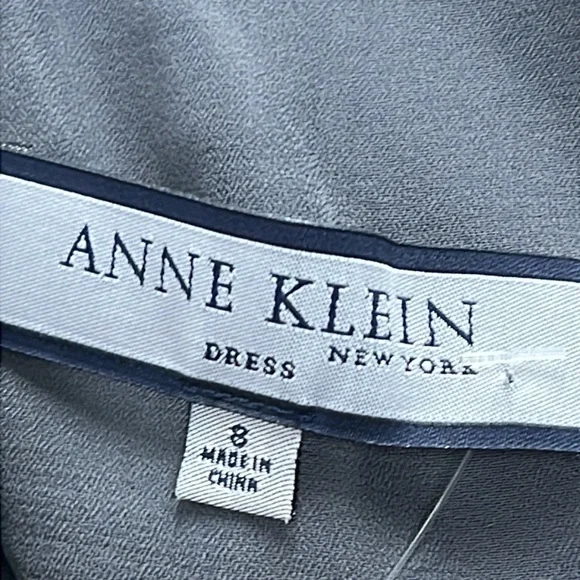 ANNE KLEIN
DRESS NEW YORK
8
MADE IN
CHINA